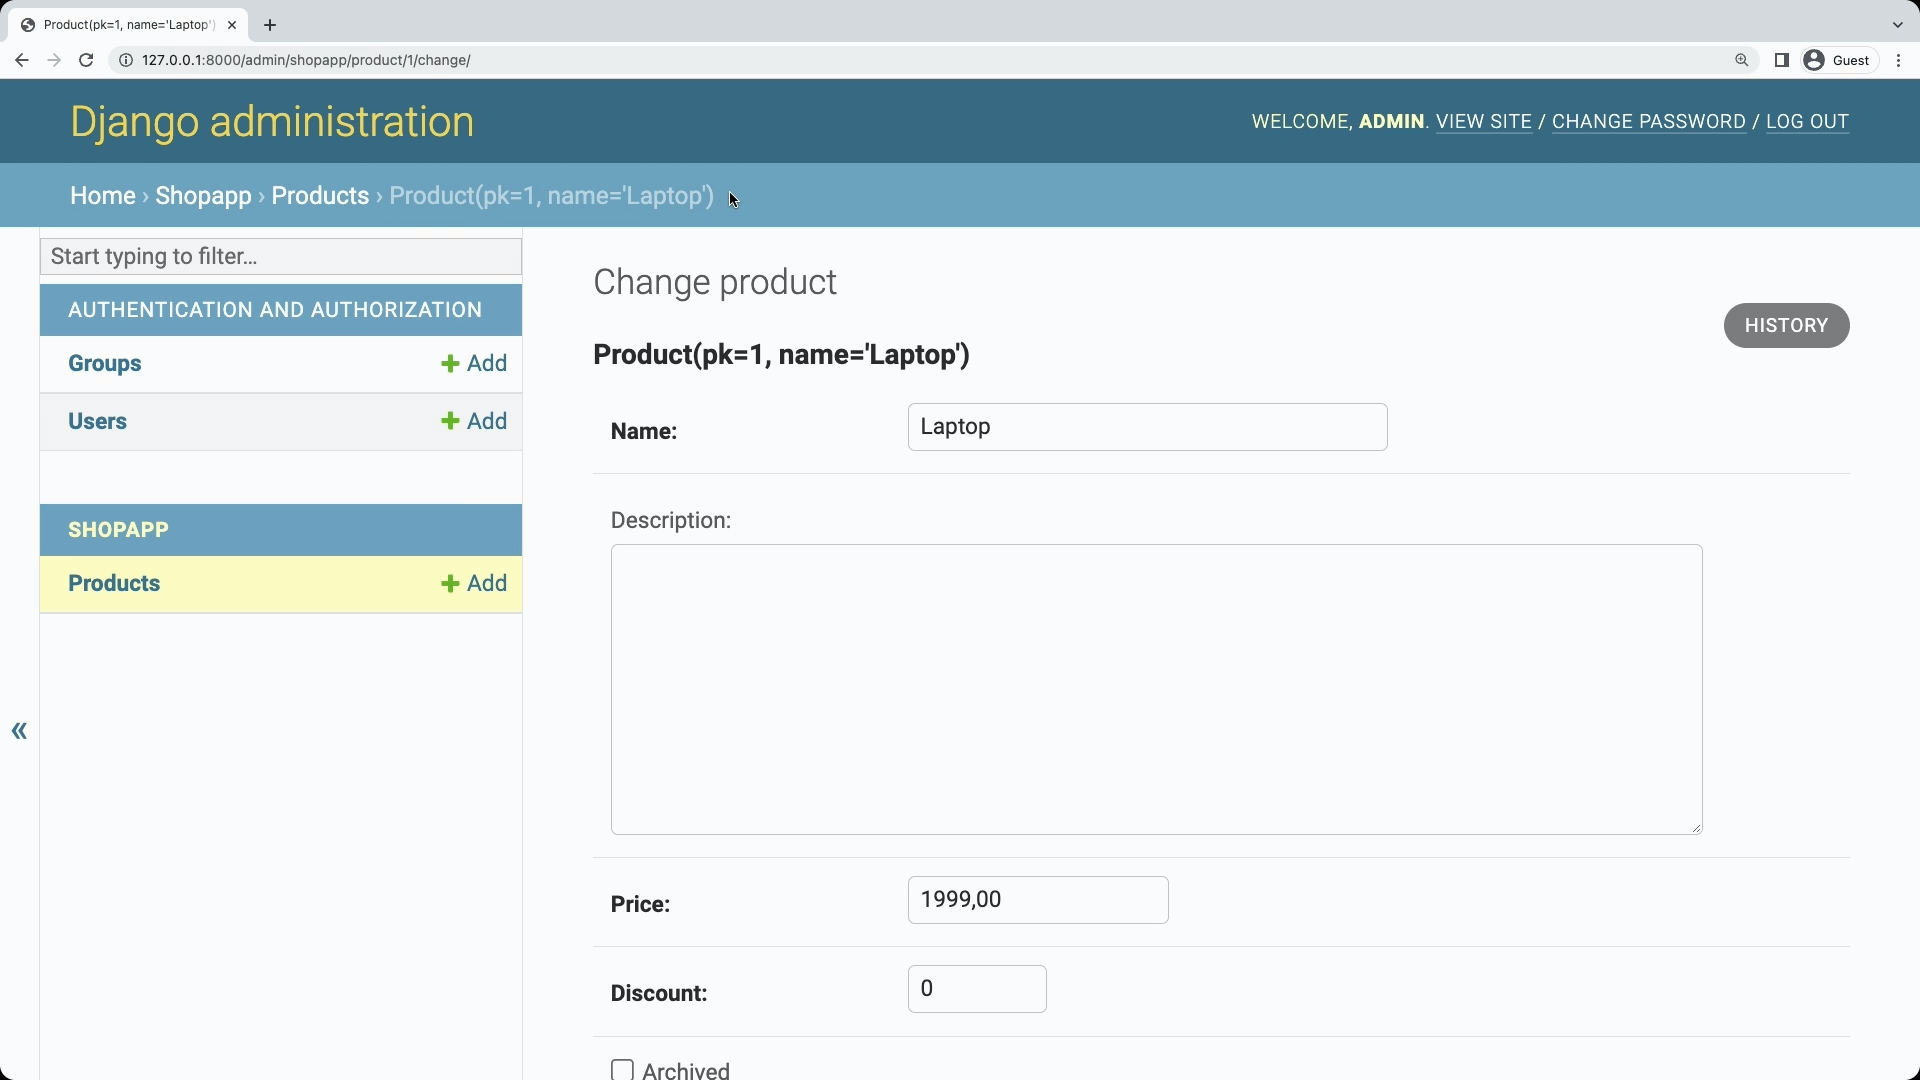 Product(pk=1, name='Laptop')
127.0.0.1:8000/admin/shopapp/product/1/change/
Guest
Django administration
WELCOME, ADMIN. VIEW SITE / CHANGE PASSWORD / LOG OUT
Home › Shopapp › Products › Product(pk=1, name='Laptop')
Start typing to filter...
AUTHENTICATION AND AUTHORIZATION
Groups + Add
Users + Add
SHOPAPP
Products + Add
«
Change product
HISTORY
Product(pk=1, name='Laptop')
Name: Laptop
Description:
Price: 1999,00
Discount: 0
Archived